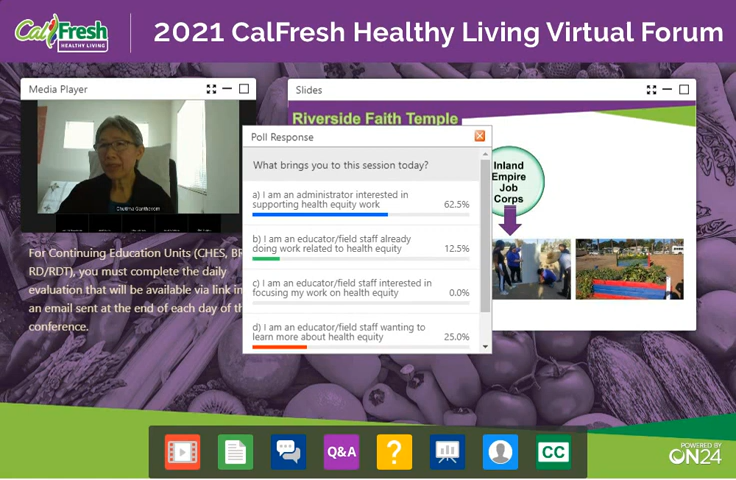 CalFresh
HEALTHY LIVING
2021 CalFresh Healthy Living Virtual Forum
Media Player
Slides
Riverside Faith Temple
Inland
Empire
Job
Corps
Poll Response
What brings you to this session today?
a) I am an administrator interested in
supporting health equity work
62.5%
b) I am an educator/field staff already
doing work related to health equity
12.5%
c) I am an educator/field staff interested in
focusing my work on health equity
0.0%
d) I am an educator/field staff wanting to
learn more about health equity
25.0%
For Continuing Education Units (CHES,
RD/RDT), you must complete the daily
evaluation that will be available via link in
an email sent at the end of each day of
conference.
Q&A
?
CC
POWERED BY
ON24